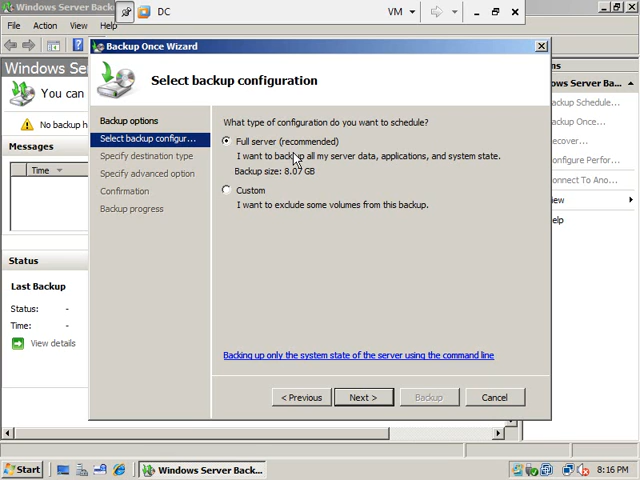 Windows Server Back
DC
VM
File
Action
View
Help
Windows Se
You can
No backup h
Messages
Time
Status
Last Backup
Status: -
Time: -
View details
Backup Once Wizard
Select backup configuration
Backup options
Select backup configur...
Specify destination type
Specify advanced option
Confirmation
Backup progress
What type of configuration do you want to schedule?
Full server (recommended)
I want to backup all my server data, applications, and system state.
Backup size: 8.07 GB
Custom
I want to exclude some volumes from this backup.
Backing up only the system state of the server using the command line
< Previous
Next >
Backup
Cancel
ns
ows Server Ba...
ackup Schedule...
ackup Once...
ecover...
onfigure Perfor...
onnect To Ano...
iew
elp
Start
Windows Server Back...
8:16 PM